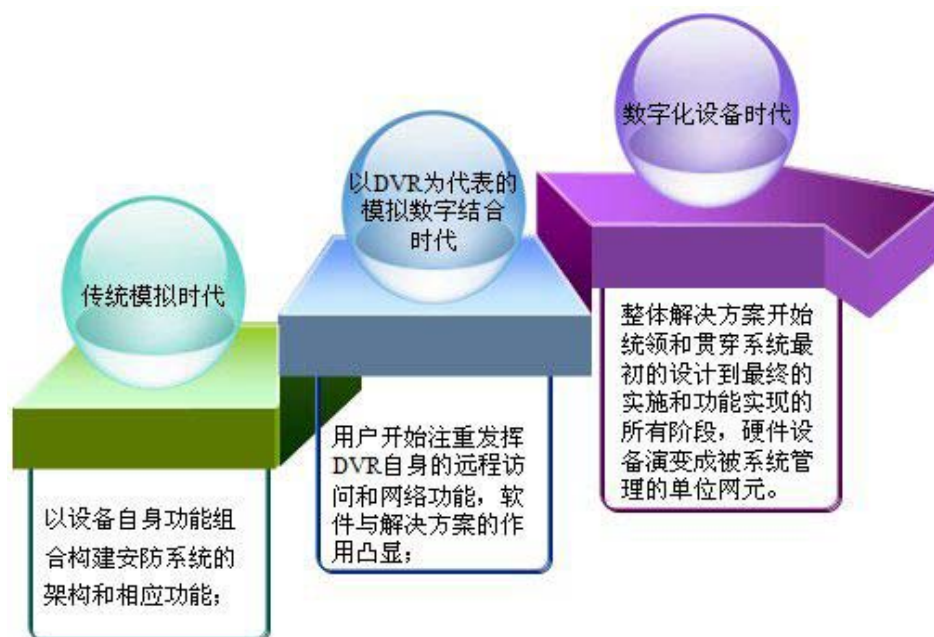 传统模拟时代
以设备自身功能组
合构建安防系统的
架构和相应功能；
以DVR为代表的
模拟数字结合
时代
用户开始注重发挥
DVR自身的远程访
问和网络功能，软
件与解决方案的作
用凸显；
数字化设备时代
整体解决方案开始
统领和贯穿系统最
初的设计到最终的
实施和功能实现的
所有阶段，硬件设
备演变成被系统管
理的单位网元。